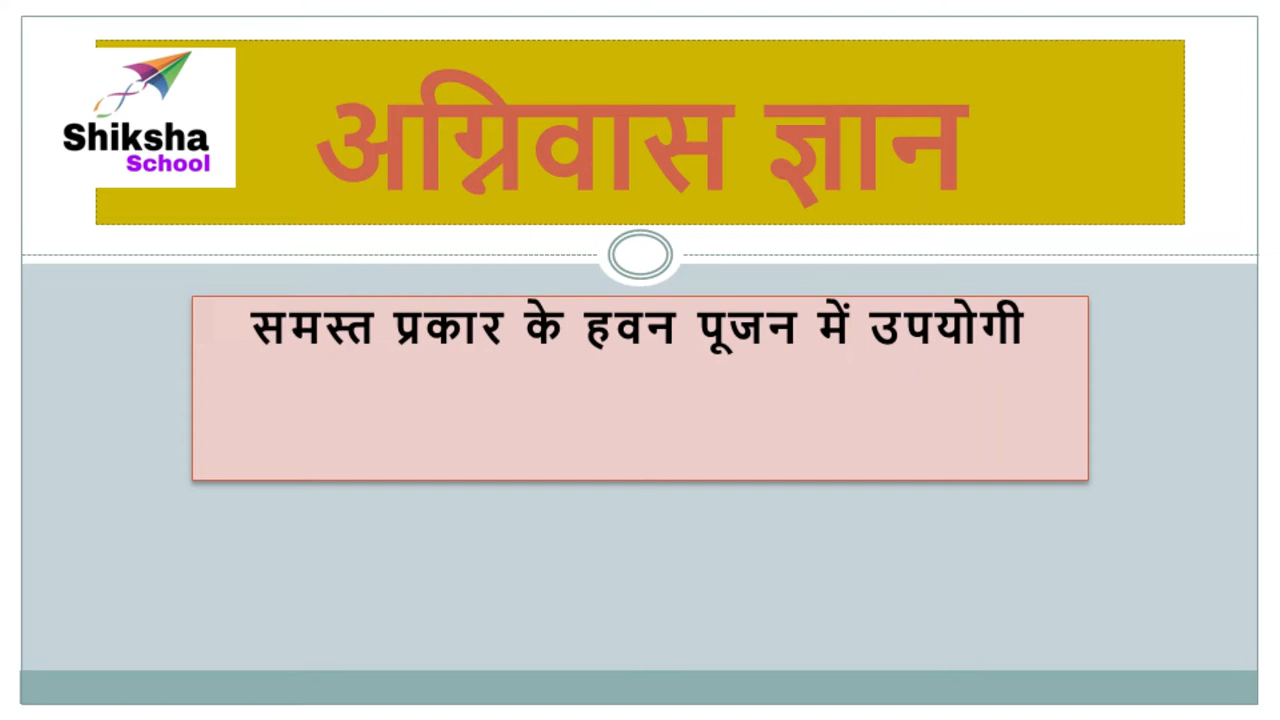 Shiksha
School
अग्निवास ज्ञान
समस्त प्रकार के हवन पूजन में उपयोगी